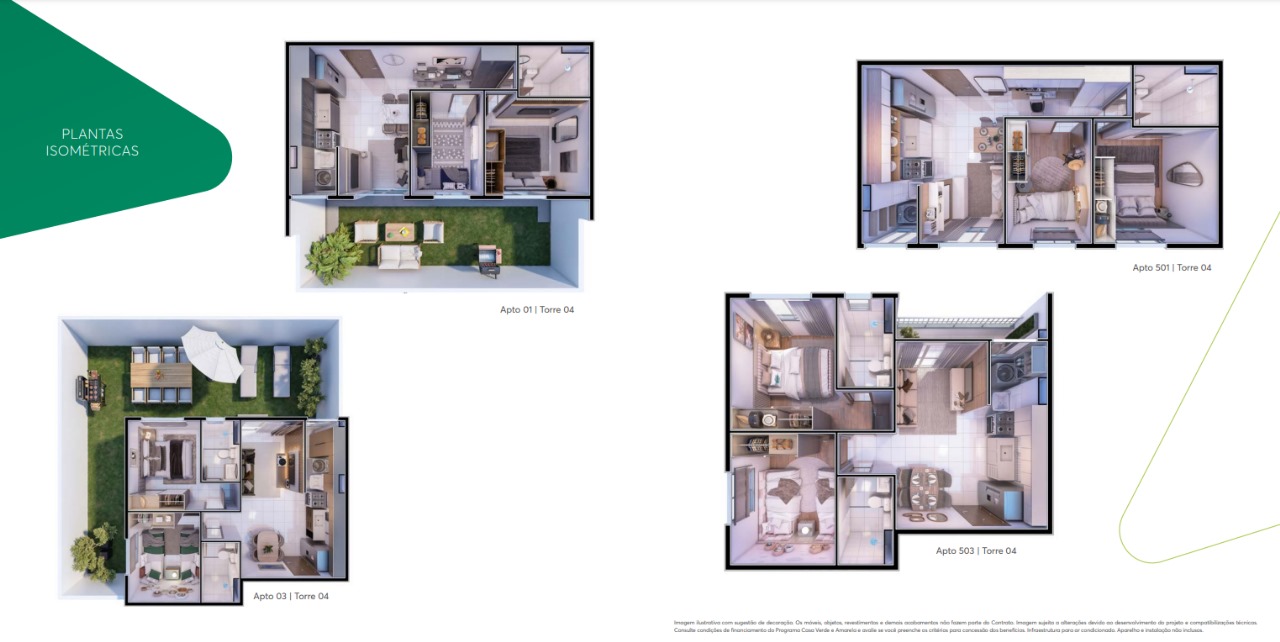 PLANTAS
ISOMÉTRICAS
Apto 01 | Torre 04
Apto 03 | Torre 04
Apto 501 | Torre 04
Apto 503 | Torre 04
Imagem ilustrativa com sugestão de decoração. Os móveis, objetos, revestimentos e demais acabamentos não fazem parte do Contrato. Imagem sujeita a alterações devido ao desenvolvimento do projeto e compatibilizações técnicas.
Consulte condições de financiamento do Programa Casa Verde e Amarela e avalie se você preenche os critérios para concessão dos benefícios. Infraestrutura para ar condicionado. Aparelho e instalação não inclusos.